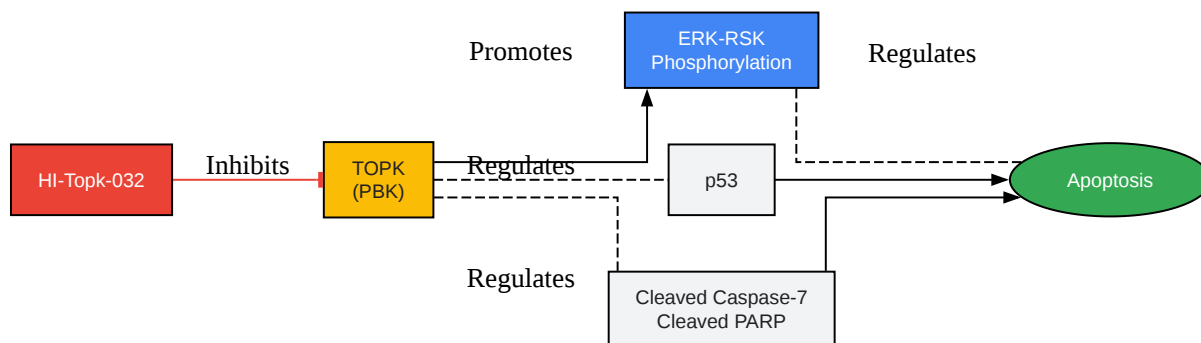 Promotes
ERK-RSK
Phosphorylation
Regulates
HI-Topk-032
Inhibits
TOPK
(PBK)
Regulates
p53
Apoptosis
Regulates
Cleaved Caspase-7
Cleaved PARP